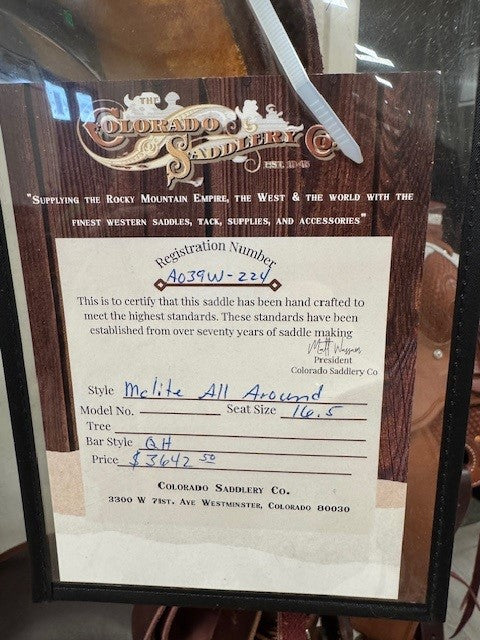 THE
COLORADO
SADDLERY CO.
EST. 1945
"SUPPLYING THE ROCKY MOUNTAIN EMPIRE, THE WEST & THE WORLD WITH THE
FINEST WESTERN SADDLES, TACK, SUPPLIES, AND ACCESSORIES"
Registration Number
A039W-224
This is to certify that this saddle has been hand crafted to
meet the highest standards. These standards have been
established from over seventy years of saddle making
Matt
President
Colorado Saddlery Co
Style Mclite All Around
Model No. Seat Size 16.5
Tree
Bar Style QH
Price $3642 50
COLORADO SADDLERY CO.
3300 W 71ST. AVE WESTMINSTER, COLORADO 80030